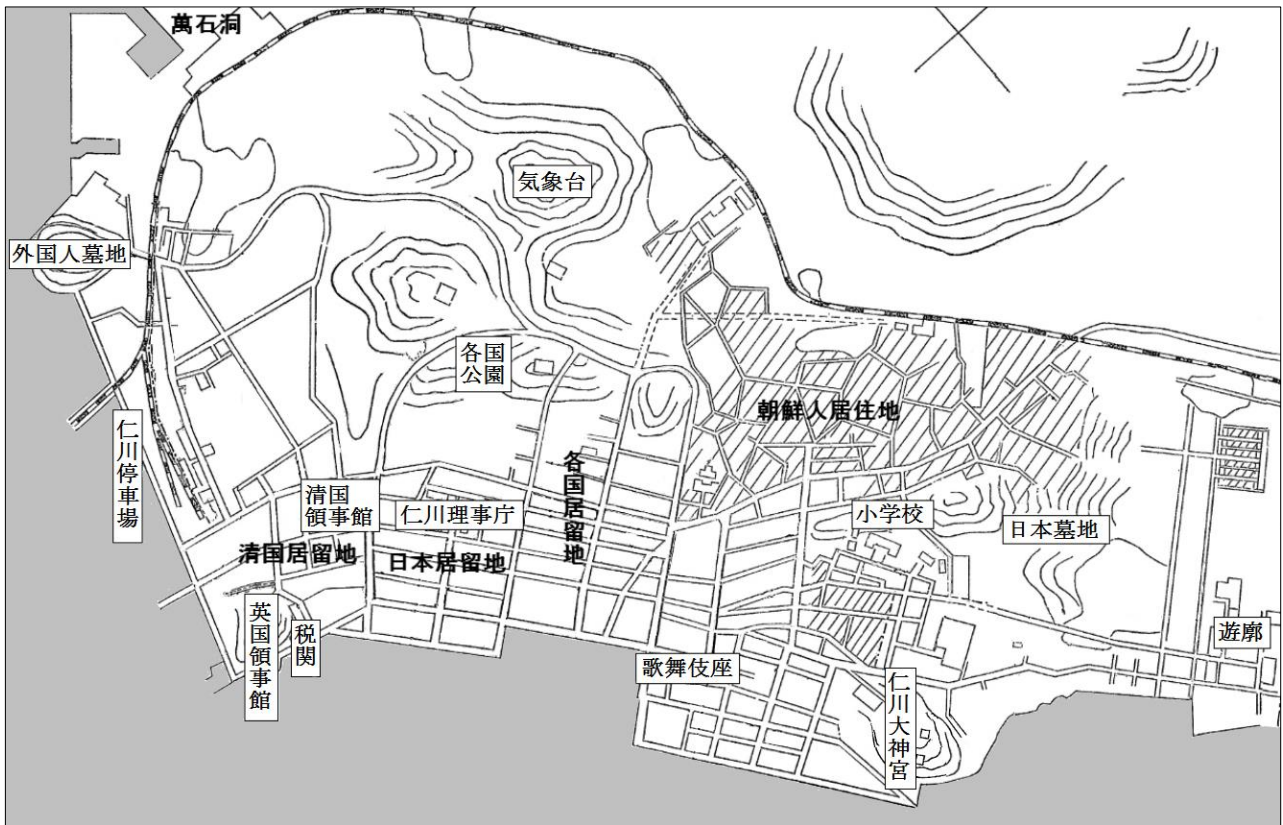 萬石洞
気象台
外国人墓地
各国
公園
朝鮮人居住地
仁川停車場
各国居留地
清国
領事館
仁川理事庁
小学校
日本墓地
清国居留地
日本居留地
英国領事館
税関
遊廓
歌舞伎座
仁川大神宮